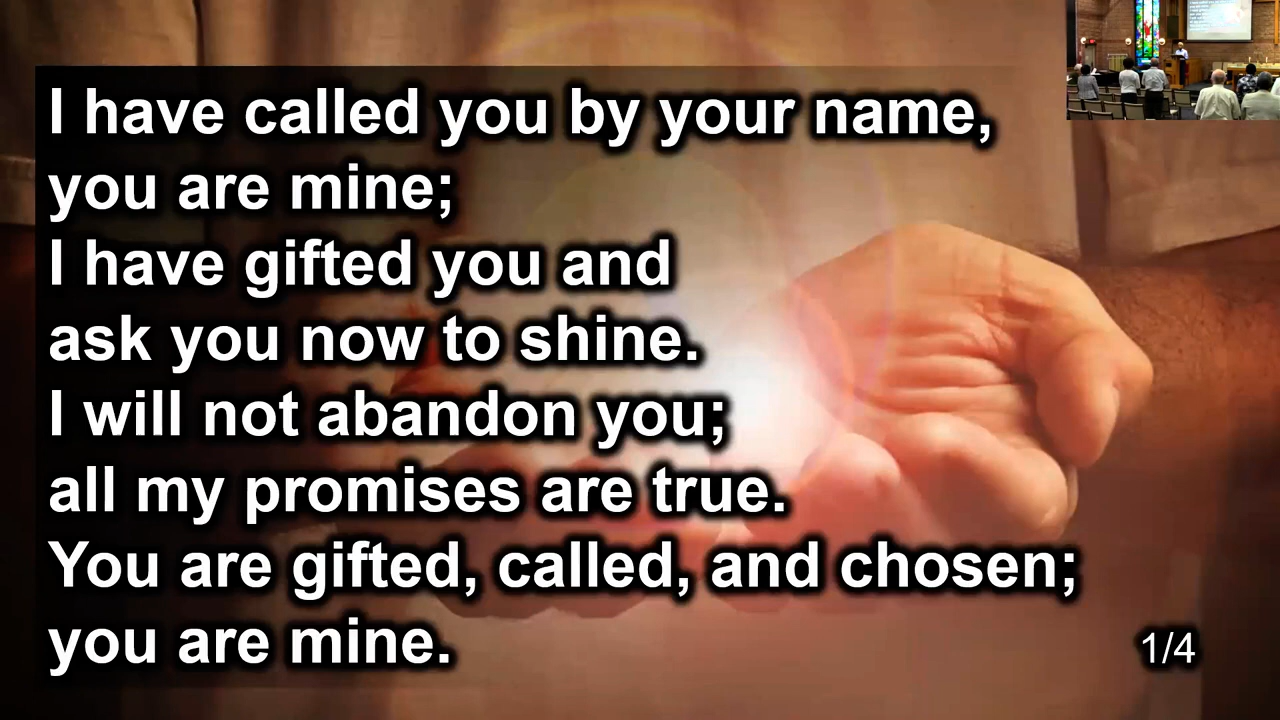 I have called you by your name,
you are mine;
I have gifted you and
ask you now to shine.
I will not abandon you;
all my promises are true.
You are gifted, called, and chosen;
you are mine.
1/4